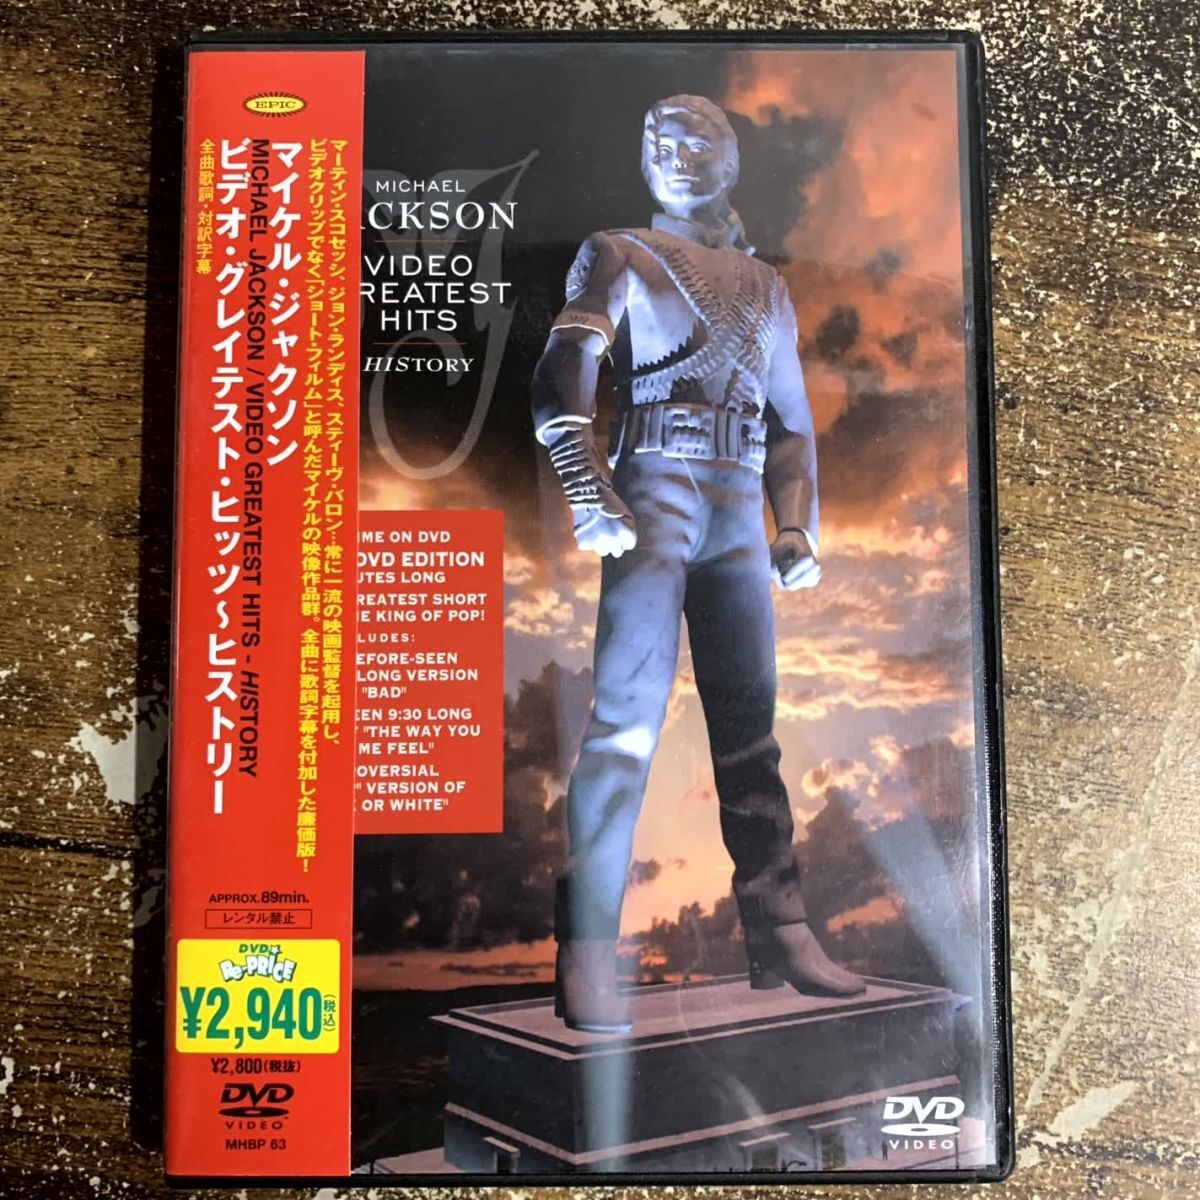 EPIC
マーティン・スコセッシ、ジョン・ランディス、スティーヴ・バロン…常に一流の映画監督を起用し、
ビデオクリップでなく「ショート・フィルム」と呼んだマイケルの映像作品群。全曲に歌詞字幕を付加した廉価版！
マイケル・ジャクソン
MICHAEL JACKSON / VIDEO GREATEST HITS - HISTORY
ビデオ・グレイテスト・ヒッツ〜ヒストリー
全曲歌詞・対訳字幕
APPROX.89min.
レンタル禁止
DVD
Re-PRICE
¥2,940(税込)
¥2,800(税抜)
DVD
VIDEO
MHBP 63
MICHAEL
ACKSON
VIDEO
REATEST
HITS
HISTORY
IME ON DVD
DVD EDITION
UTES LONG
REATEST SHORT
HE KING OF POP!
LUDES:
EFORE-SEEN
LONG VERSION
"BAD"
EEN 9:30 LONG
"THE WAY YOU
ME FEEL"
OVERSIAL
" VERSION OF
K OR WHITE"
DVD
VIDEO